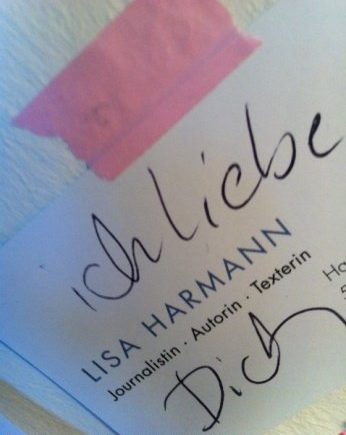 ich liebe
LISA HARMANN
Journalistin · Autorin · Texterin
Dich